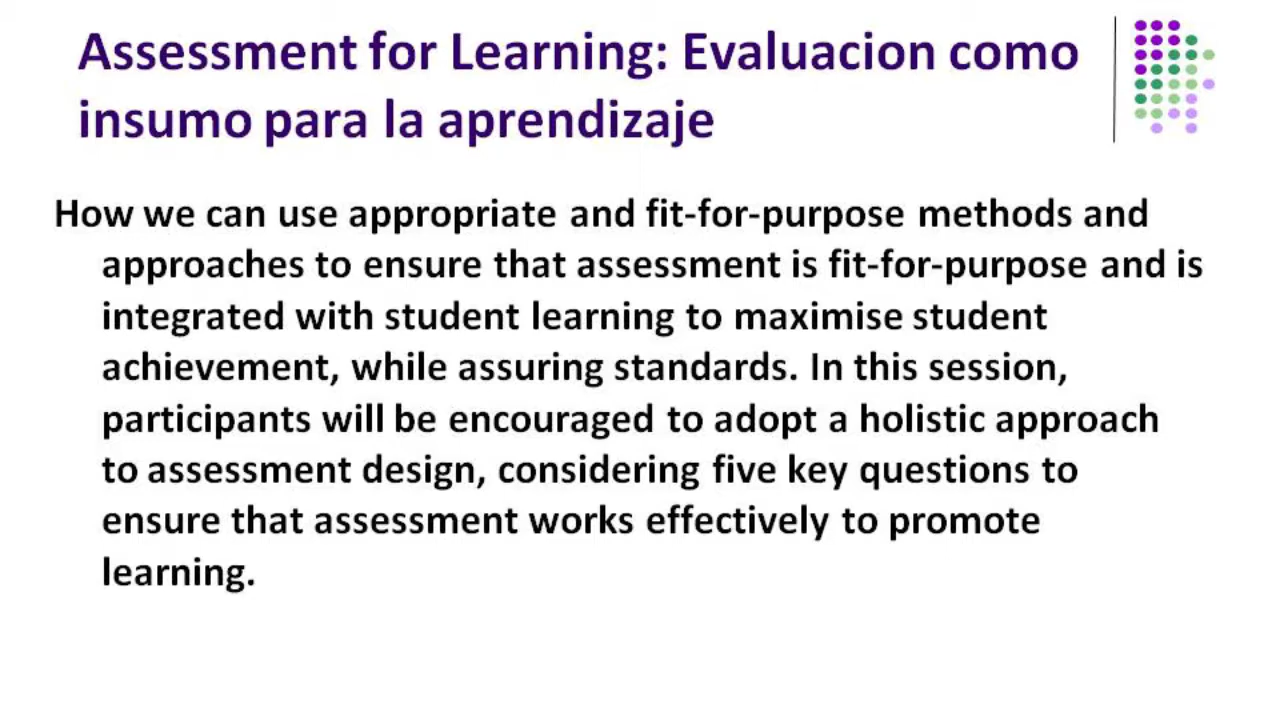 Assessment for Learning: Evaluacion como
insumo para la aprendizaje
How we can use appropriate and fit-for-purpose methods and
approaches to ensure that assessment is fit-for-purpose and is
integrated with student learning to maximise student
achievement, while assuring standards. In this session,
participants will be encouraged to adopt a holistic approach
to assessment design, considering five key questions to
ensure that assessment works effectively to promote
learning.